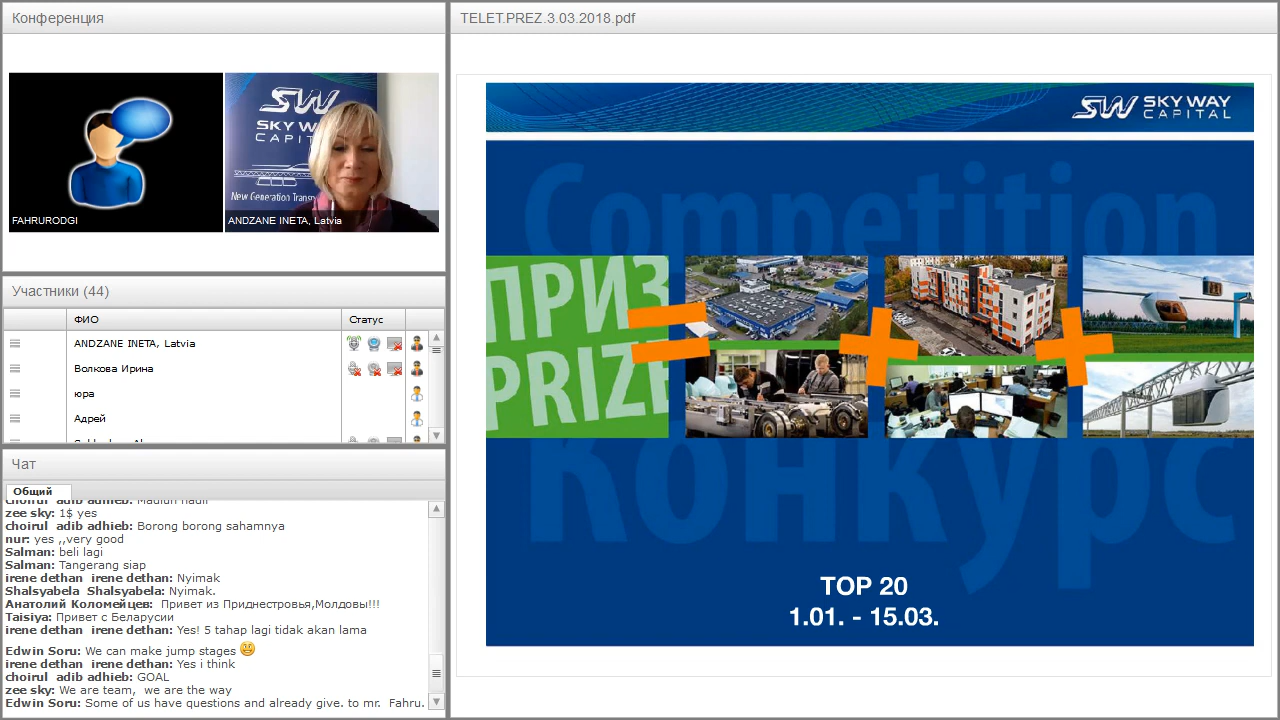 Конференция
FAHRURODGI
SW
SKY WAY
CAPITAL
New Generation
ANDZANE INETA, Latvia
Участники (44)
ФИО
Статус
ANDZANE INETA, Latvia
Волкова Ирина
юра
Адрей
Чат
Общий
choirul adib adhieb:
zee sky: 1$ yes
choirul adib adhieb: Borong borong sahamnya
nur: yes ,,very good
Salman: beli lagi
Salman: Tangerang siap
irene dethan irene dethan: Nyimak
Shalsyabela Shalsyabela: Nyimak.
Анатолий Коломейцев: Привет из Приднестровья,Молдовы!!!
Taisiya: Привет с Беларусии
irene dethan irene dethan: Yes! 5 tahap lagi tidak akan lama
Edwin Soru: We can make jump stages
irene dethan irene dethan: Yes i think
choirul adib adhieb: GOAL
zee sky: We are team, we are the way
Edwin Soru: Some of us have questions and already give. to mr. Fahru.
TELET.PREZ.3.03.2018.pdf
SW SKY WAY
CAPITAL
Competition
ПРИЗ
PRIZE
Конкурс
TOP 20
1.01. - 15.03.